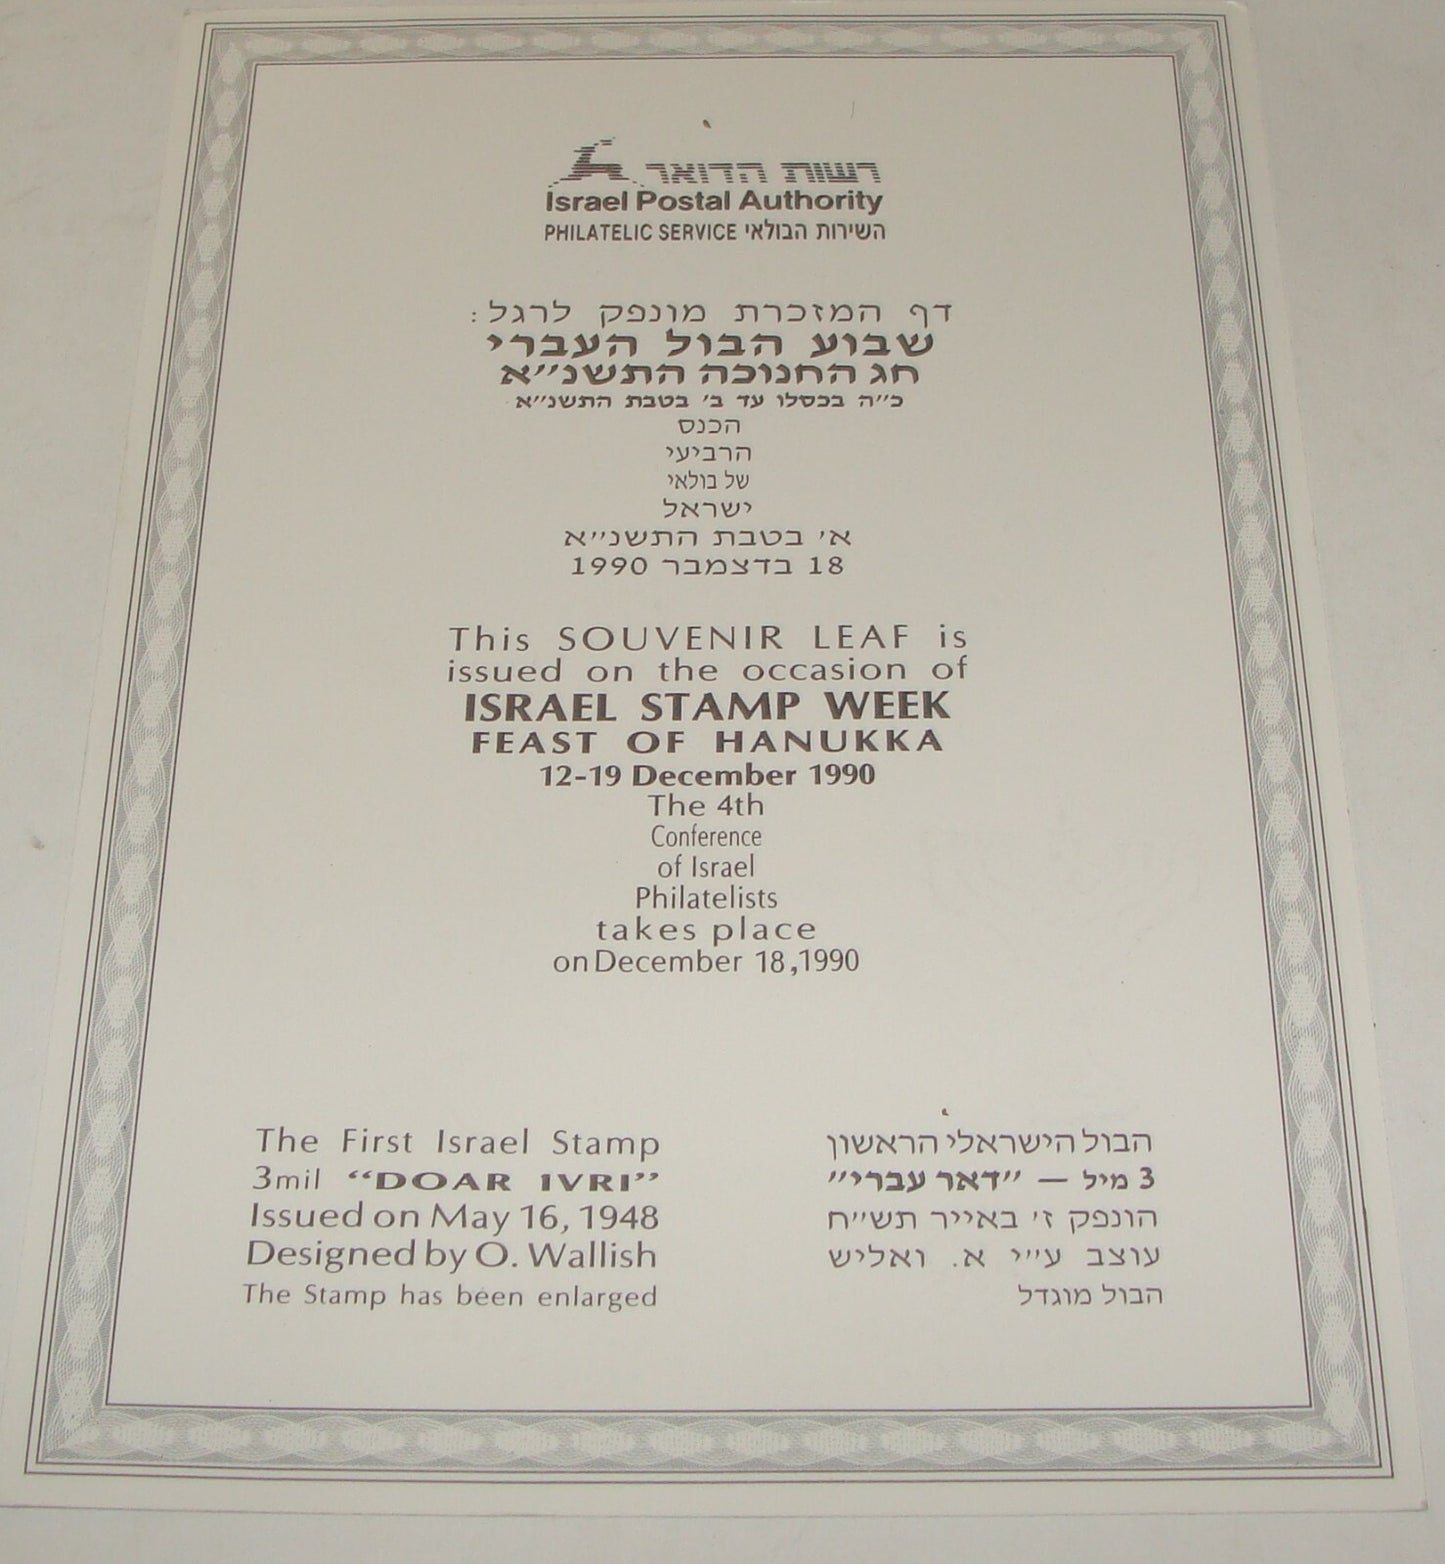 רשות הדואר
Israel Postal Authority
PHILATELIC SERVICE השירות הבולאי
דף המזכרת מונפק לרגל:
שבוע הבול העברי
חג החנוכה התשנ״א
כ״ה בכסלו עד ב׳ בטבת התשנ״א
הכנס
הרביעי
של בולאי
ישראל
א׳ בטבת התשנ״א
18 בדצמבר 1990
This SOUVENIR LEAF is
issued on the occasion of
ISRAEL STAMP WEEK
FEAST OF HANUKKA
12-19 December 1990
The 4th
Conference
of Israel
Philatelists
takes place
on December 18,1990
The First Israel Stamp
3mil “DOAR IVRI”
Issued on May 16, 1948
Designed by O. Wallish
The Stamp has been enlarged
הבול הישראלי הראשון
3 מיל — ״דאר עברי״
הונפק ז׳ באייר תש״ח
עוצב ע״י א. ואליש
הבול מוגדל